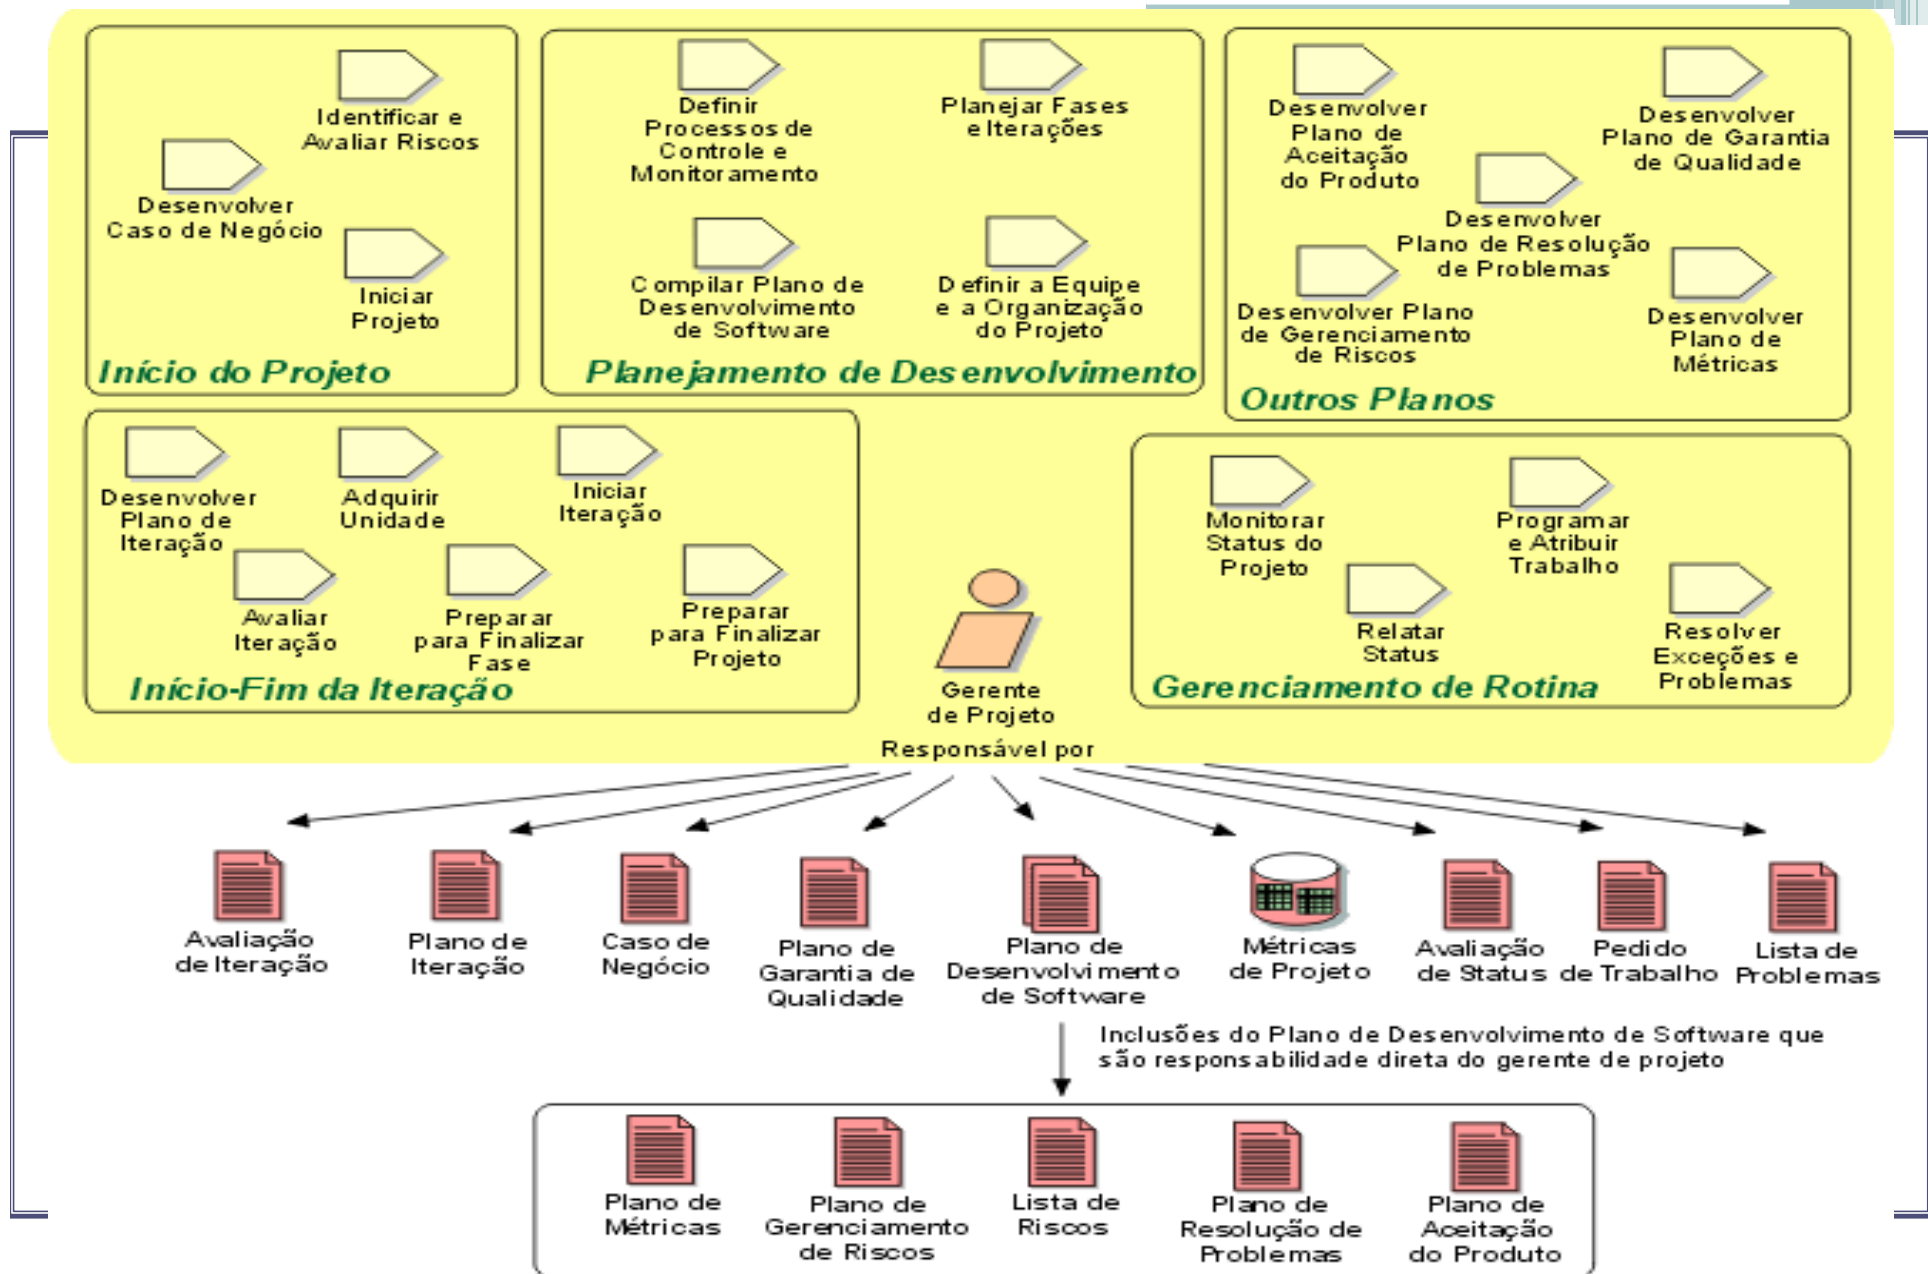 Identificar e
Avaliar Riscos
Desenvolver
Caso de Negócio
Iniciar
Projeto
Início do Projeto
Definir
Processos de
Controle e
Monitoramento
Planejar Fases
e Iterações
Compilar Plano de
Desenvolvimento
de Software
Definir a Equipe
e a Organização
do Projeto
Planejamento de Desenvolvimento
Desenvolver
Plano de
Aceitação
do Produto
Desenvolver
Plano de Garantia
de Qualidade
Desenvolver
Plano de Resolução
de Problemas
Desenvolver Plano
de Gerenciamento
de Riscos
Desenvolver
Plano de
Métricas
Outros Planos
Desenvolver
Plano de
Iteração
Adquirir
Unidade
Iniciar
Iteração
Avaliar
Iteração
Preparar
para Finalizar
Fase
Preparar
para Finalizar
Projeto
Início-Fim da Iteração
Gerente
de Projeto
Responsável por
Monitorar
Status do
Projeto
Programar
e Atribuir
Trabalho
Relatar
Status
Resolver
Exceções e
Problemas
Gerenciamento de Rotina
Avaliação
de Iteração
Plano de
Iteração
Caso de
Negócio
Plano de
Garantia de
Qualidade
Plano de
Desenvolvimento
de Software
Métricas
de Projeto
Avaliação
de Status
Pedido
de Trabalho
Lista de
Problemas
Inclusões do Plano de Desenvolvimento de Software que
são responsabilidade direta do gerente de projeto
Plano de
Métricas
Plano de
Gerenciamento
de Riscos
Lista de
Riscos
Plano de
Resolução de
Problemas
Plano de
Aceitação
do Produto